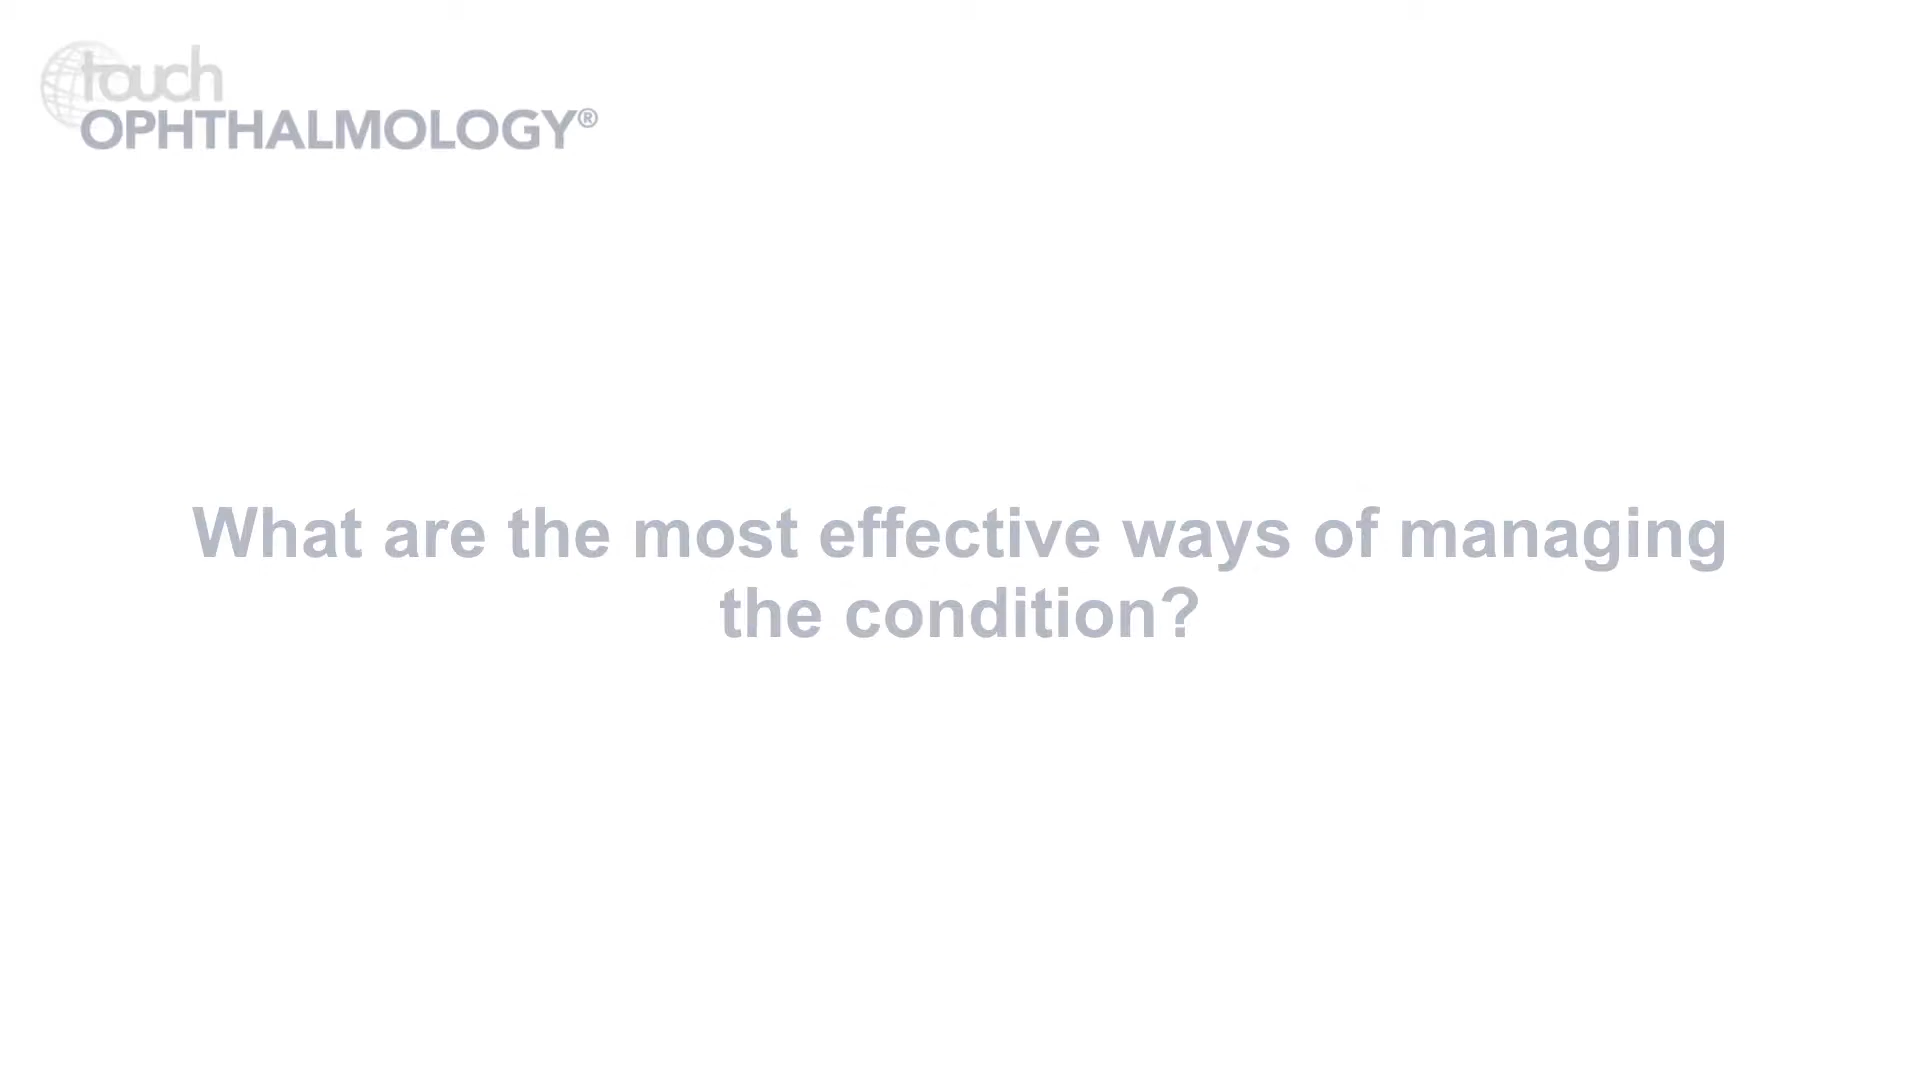 touch
OPHTHALMOLOGY®
What are the most effective ways of managing
the condition?